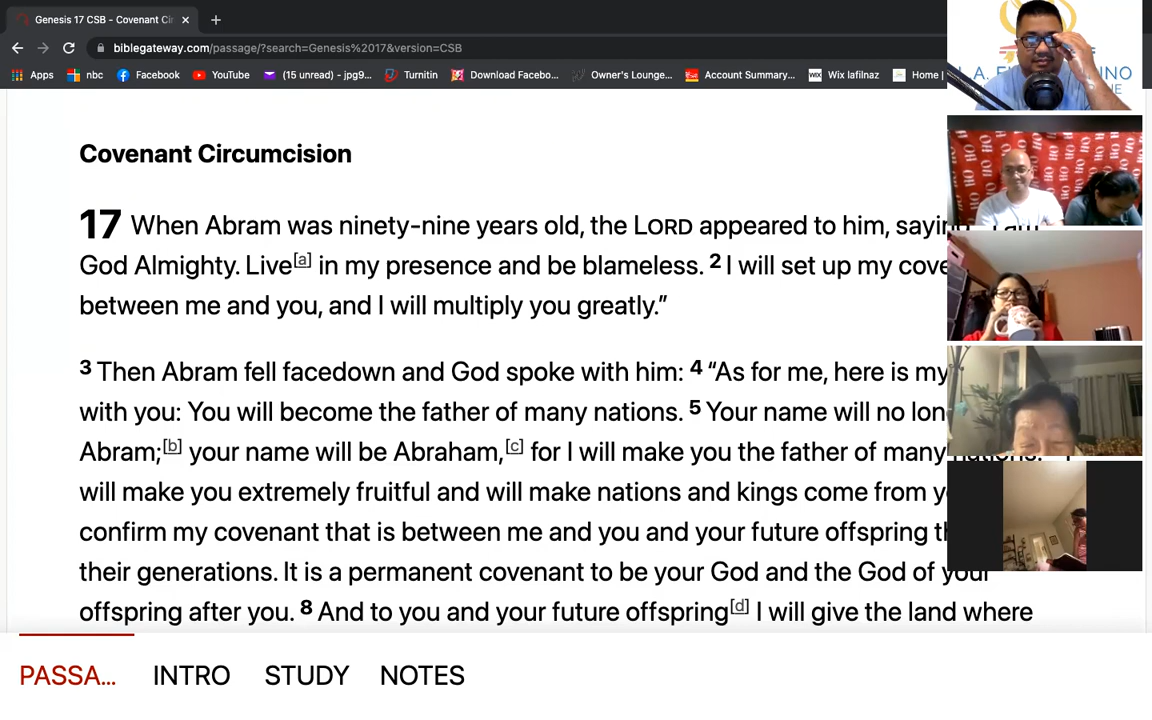 Genesis 17 CSB - Covenant Cir
biblegateway.com/passage/?search=Genesis%2017&version=CSB
Apps nbc Facebook YouTube (15 unread) - jpg9... Turnitin Download Facebo... Owner's Lounge... Account Summary... Wix lafilnaz Home |
Covenant Circumcision
17 When Abram was ninety-nine years old, the LORD appeared to him, sayin
God Almighty. Live[a] in my presence and be blameless. 2 I will set up my cove
between me and you, and I will multiply you greatly.”
3 Then Abram fell facedown and God spoke with him: 4 “As for me, here is my
with you: You will become the father of many nations. 5 Your name will no lon
Abram;[b] your name will be Abraham,[c] for I will make you the father of many nations.
will make you extremely fruitful and will make nations and kings come from y
confirm my covenant that is between me and you and your future offspring th
their generations. It is a permanent covenant to be your God and the God of your
offspring after you. 8 And to you and your future offspring[d] I will give the land where
PASSA... INTRO STUDY NOTES
HO HO HO